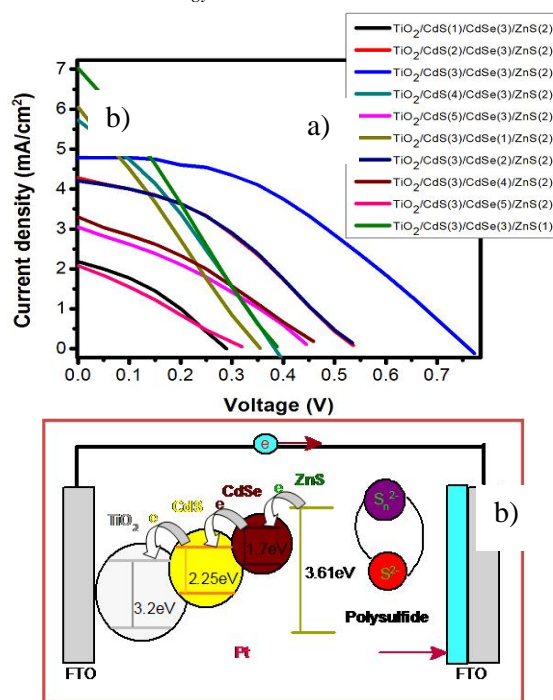 gy
TiO2/CdS(1)/CdSe(3)/ZnS(2)
TiO2/CdS(2)/CdSe(3)/ZnS(2)
TiO2/CdS(3)/CdSe(3)/ZnS(2)
TiO2/CdS(4)/CdSe(3)/ZnS(2)
TiO2/CdS(5)/CdSe(3)/ZnS(2)
TiO2/CdS(3)/CdSe(1)/ZnS(2)
TiO2/CdS(3)/CdSe(2)/ZnS(2)
TiO2/CdS(3)/CdSe(4)/ZnS(2)
TiO2/CdS(3)/CdSe(5)/ZnS(2)
TiO2/CdS(3)/CdSe(3)/ZnS(1)
b)
a)
Current density (mA/cm2)
7
6
5
4
3
2
1
0
0.0 0.1 0.2 0.3 0.4 0.5 0.6 0.7
Voltage (V)
e
ZnS
CdSe e
CdS e
TiO2 e
Sn2-
b)
1.7eV
2.25eV
3.61eV
S2-
3.2eV
Polysulfide
Pt
FTO
FTO